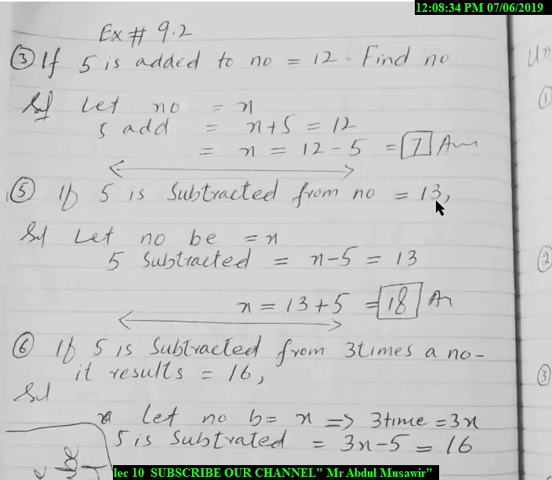 12:08:34 PM 07/06/2019
Ex # 9.2
③ If 5 is added to no = 12. Find no
Sol Let no = x
5 add = x+5 = 12
= x = 12-5 = 7 Ans
⑤ If 5 is Subtracted from no = 13,
Sol Let no be = x
5 Subtracted = x-5 = 13
x = 13+5 = 18 An
⑥ If 5 is Subtracted from 3times a no-
it results = 16,
Sol
Let no b= x => 3time = 3x
5 is Subtrated = 3x-5 = 16
lec 10 SUBSCRIBE OUR CHANNEL" Mr Abdul Musawir"